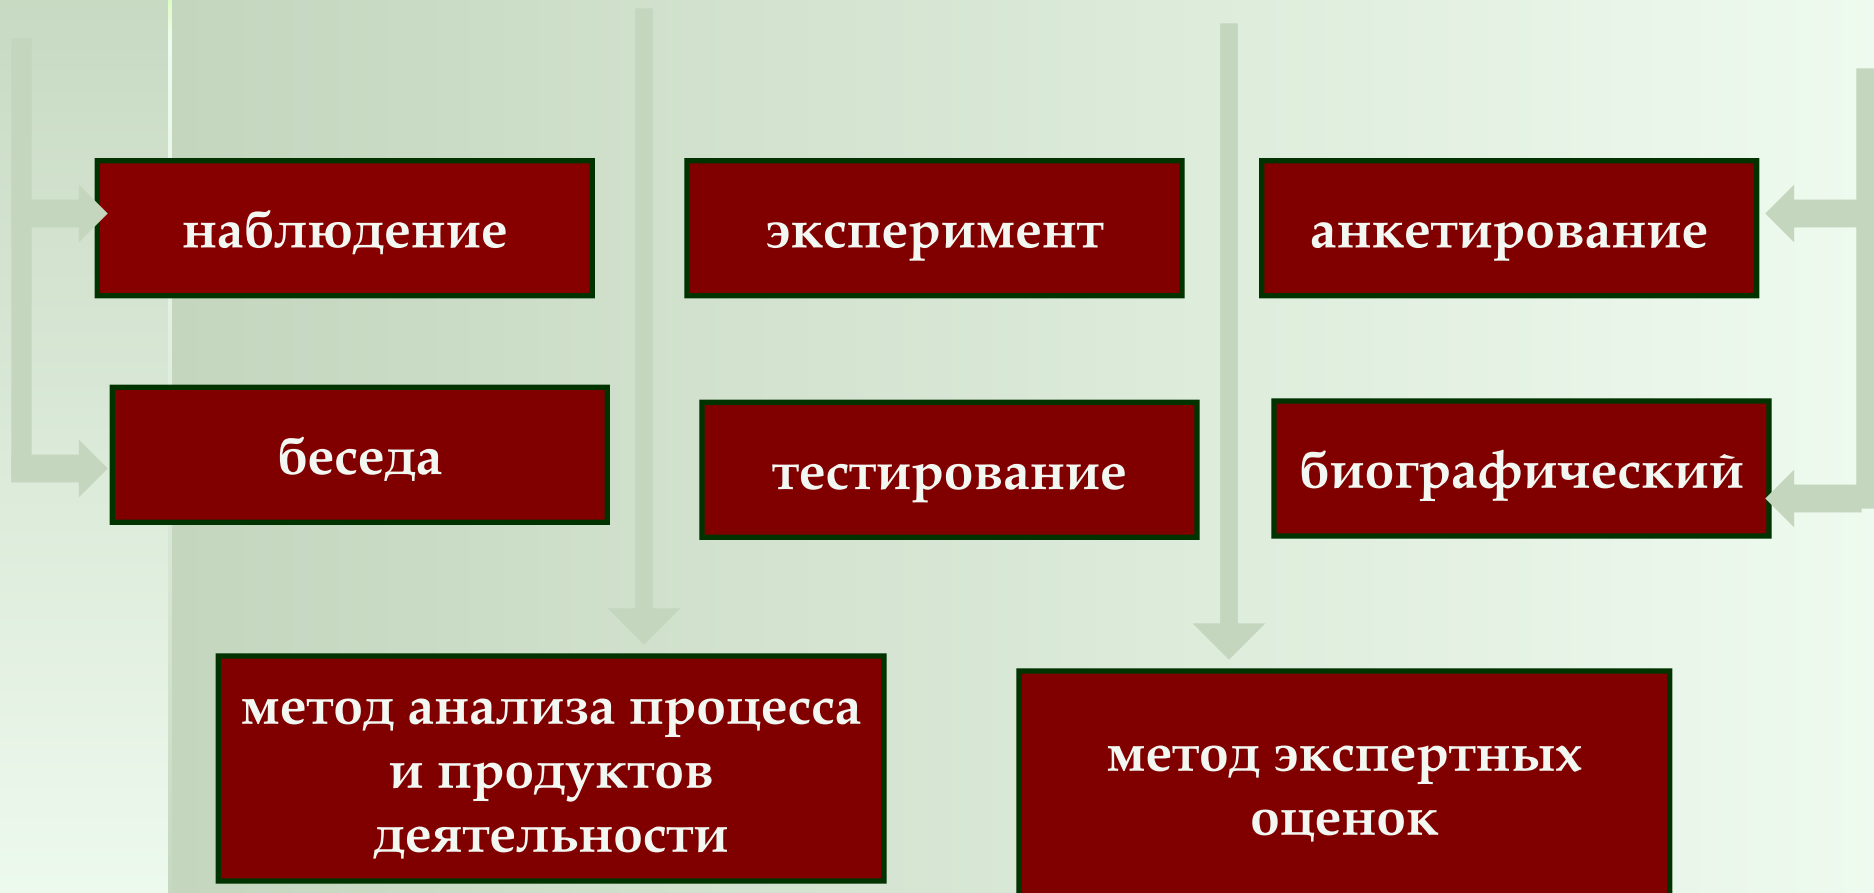 наблюдение
эксперимент
анкетирование
беседа
тестирование
биографический
метод анализа процесса
и продуктов
деятельности
метод экспертных
оценок